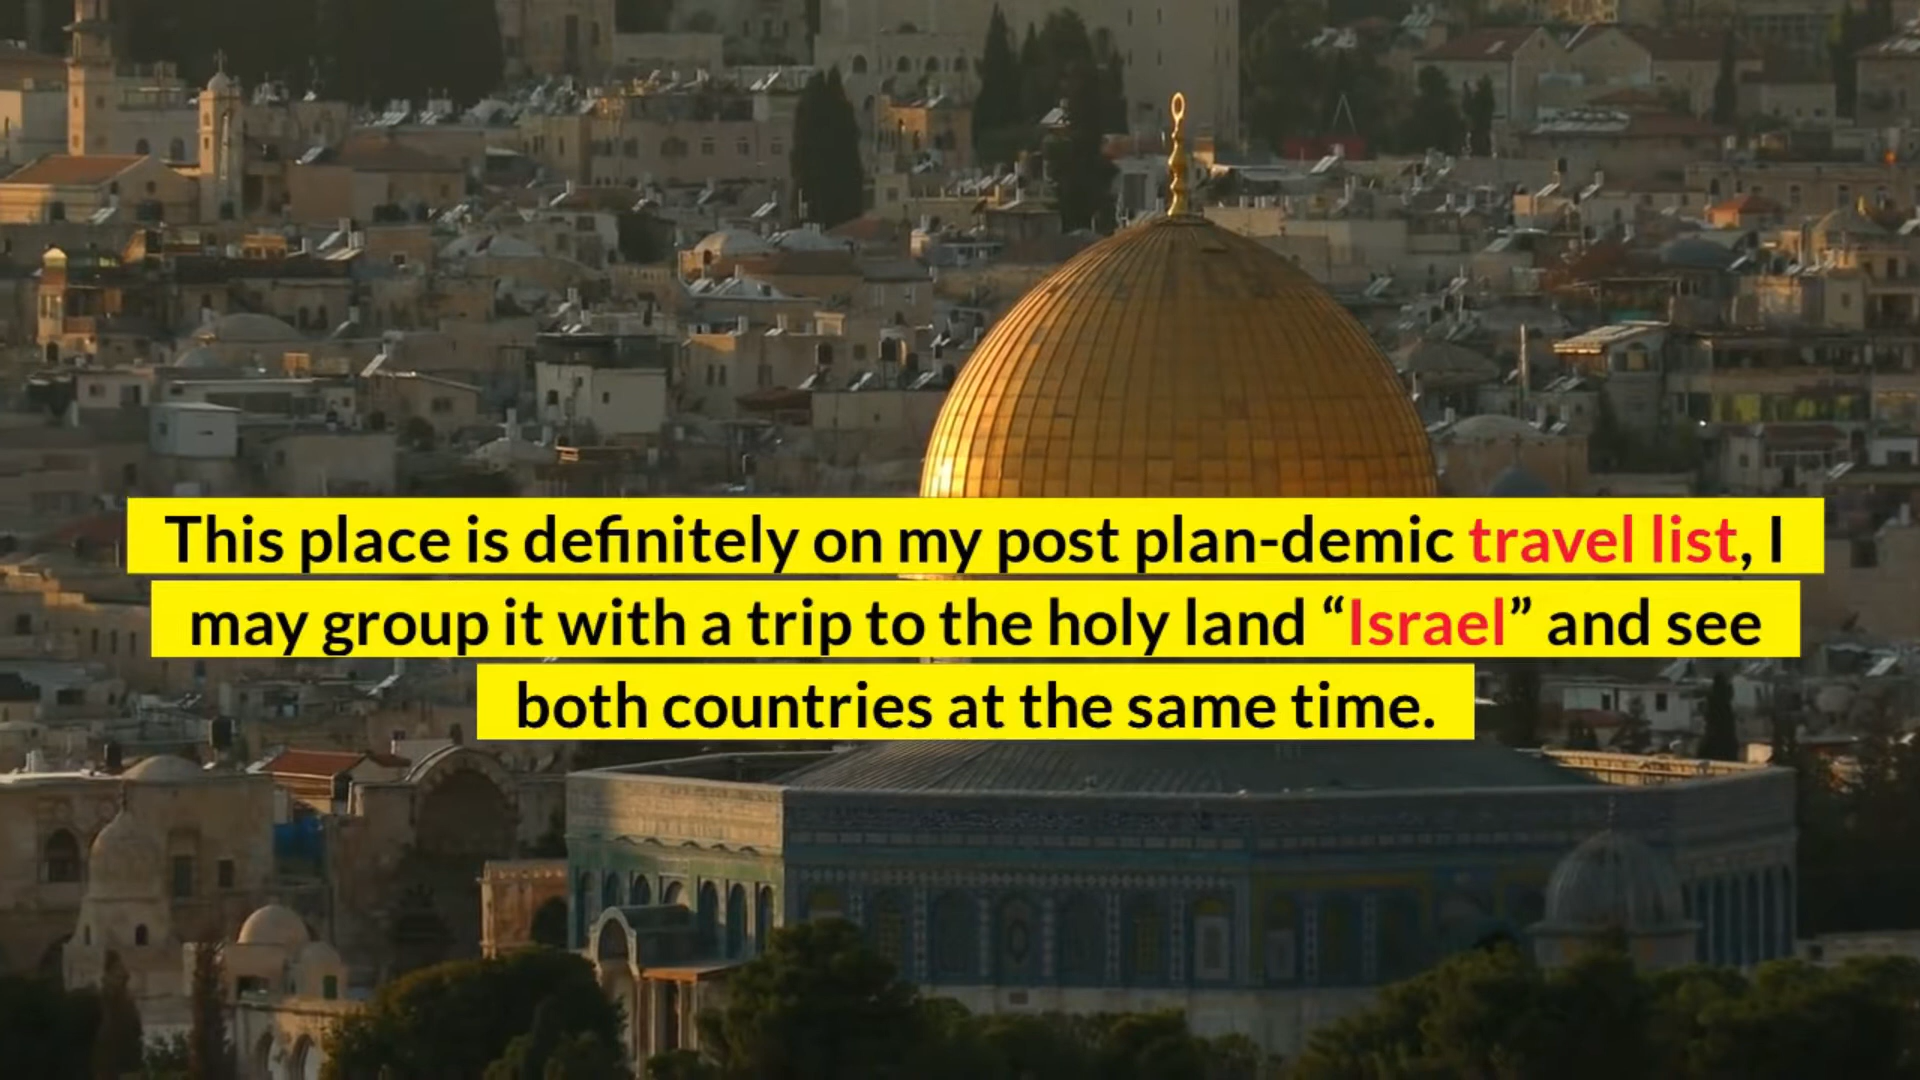 This place is definitely on my post plan-demic travel list, I
may group it with a trip to the holy land “Israel” and see
both countries at the same time.